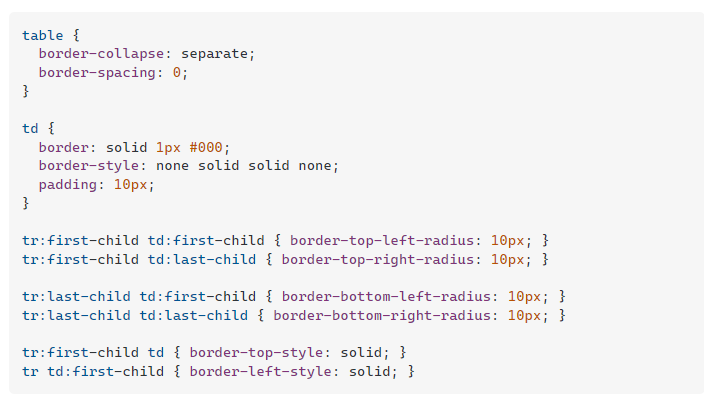 table {
  border-collapse: separate;
  border-spacing: 0;
}

td {
  border: solid 1px #000;
  border-style: none solid solid none;
  padding: 10px;
}

tr:first-child td:first-child { border-top-left-radius: 10px; }
tr:first-child td:last-child { border-top-right-radius: 10px; }

tr:last-child td:first-child { border-bottom-left-radius: 10px; }
tr:last-child td:last-child { border-bottom-right-radius: 10px; }

tr:first-child td { border-top-style: solid; }
tr td:first-child { border-left-style: solid; }